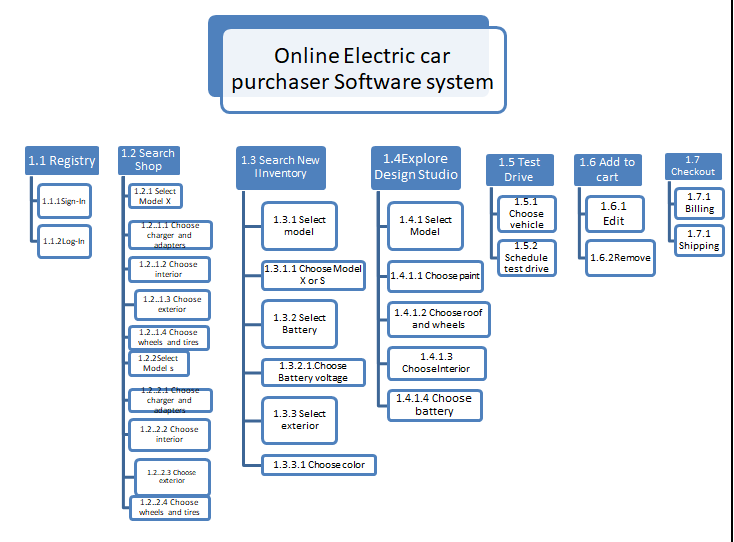 Online Electric car
purchaser Software system
1.1 Registry
1.1.1Sign-In
1.1.2Log-In
1.2 Search
Shop
1.2.1 Select
Model X
1.2..1.1 Choose
charger and
adapters
1.2..1.2 Choose
interior
1.2..1.3 Choose
exterior
1.2..1.4 Choose
wheels and tires
1.2.2Select
Model s
1.2..2.1 Choose
charger and
adapters
1.2..2.2 Choose
interior
1.2..2.3 Choose
exterior
1.2..2.4 Choose
wheels and tires
1.3 Search New
IInventory
1.3.1 Select
model
1.3.1.1 Choose Model
X or S
1.3.2 Select
Battery
1.3.2.1.Choose
Battery voltage
1.3.3 Select
exterior
1.3.3.1 Choose color
1.4Explore
Design Studio
1.4.1 Select
Model
1.4.1.1 Choose paint
1.4.1.2 Choose roof
and wheels
1.4.1.3
ChooseInterior
1.4.1.4 Choose
battery
1.5 Test
Drive
1.5.1
Choose
vehicle
1.5.2
Schedule
test drive
1.6 Add to
cart
1.6.1
Edit
1.6.2Remove
1.7
Checkout
1.7.1
Billing
1.7.1
Shipping